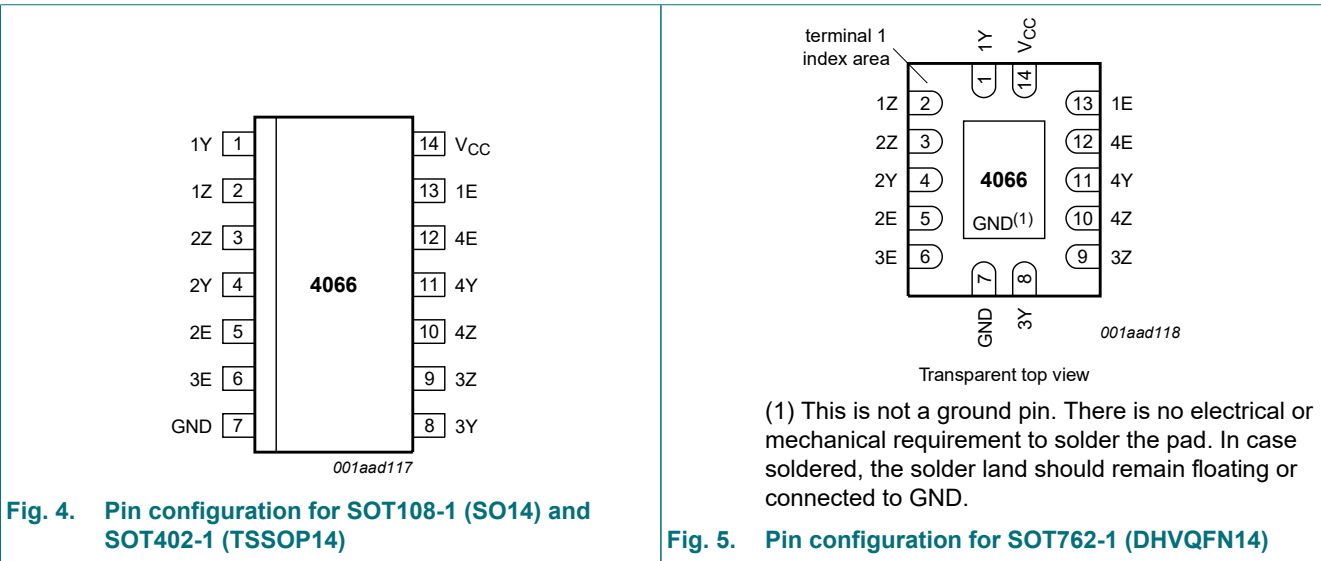 1Y 1
1Z 2
2Z 3
2Y 4
2E 5
3E 6
GND 7
4066
14 VCC
13 1E
12 4E
11 4Y
10 4Z
9 3Z
8 3Y
001aad117
Fig. 4. Pin configuration for SOT108-1 (SO14) and
SOT402-1 (TSSOP14)
terminal 1
index area
1Y
VCC
1
14
1Z 2
2Z 3
2Y 4
2E 5
3E 6
4066
GND(1)
13 1E
12 4E
11 4Y
10 4Z
9 3Z
7
8
GND
3Y
001aad118
Transparent top view
(1) This is not a ground pin. There is no electrical or
mechanical requirement to solder the pad. In case
soldered, the solder land should remain floating or
connected to GND.
Fig. 5. Pin configuration for SOT762-1 (DHVQFN14)